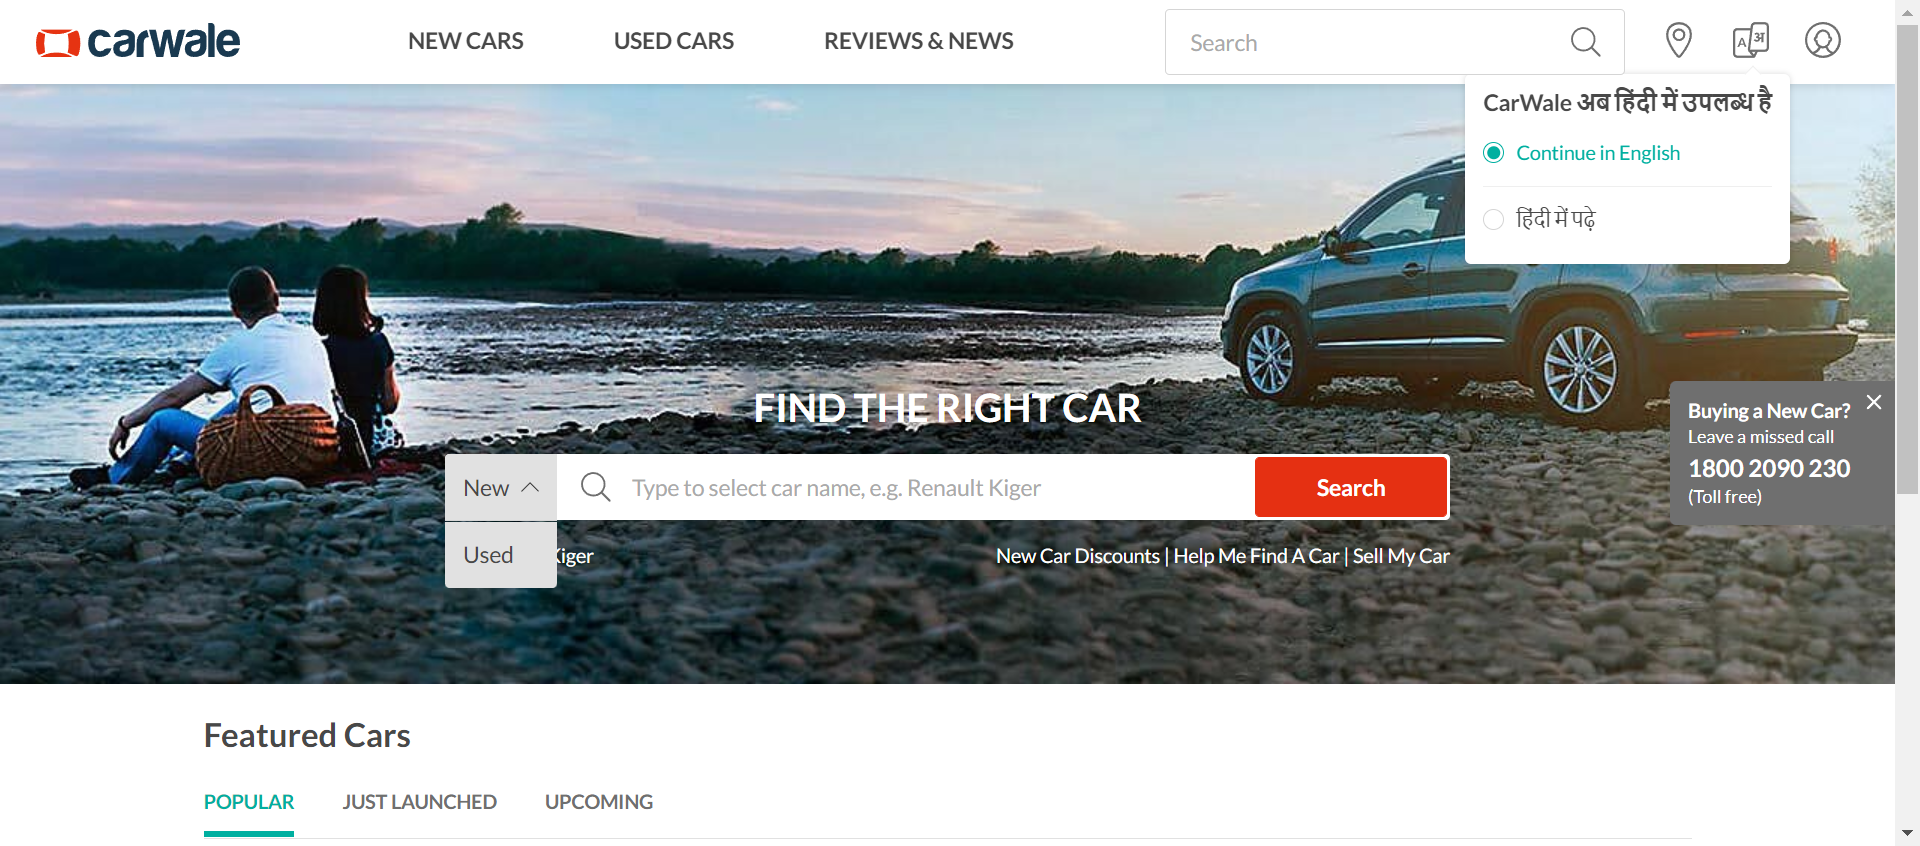 carwale
NEW CARS
USED CARS
REVIEWS & NEWS
Search
A अ
CarWale अब हिंदी में उपलब्ध है
Continue in English
हिंदी में पढ़े
FIND THE RIGHT CAR
New
Type to select car name, e.g. Renault Kiger
Search
Used
Kiger
New Car Discounts | Help Me Find A Car | Sell My Car
Buying a New Car?
Leave a missed call
1800 2090 230
(Toll free)
Featured Cars
POPULAR
JUST LAUNCHED
UPCOMING